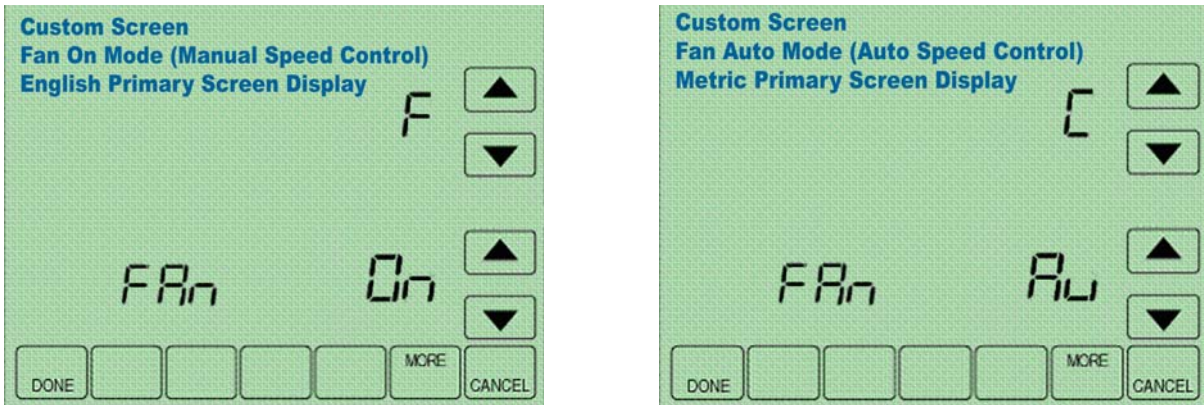 Custom Screen
Fan On Mode (Manual Speed Control)
English Primary Screen Display
F
FAn On
DONE MORE CANCEL
Custom Screen
Fan Auto Mode (Auto Speed Control)
Metric Primary Screen Display
C
FAn Au
DONE MORE CANCEL